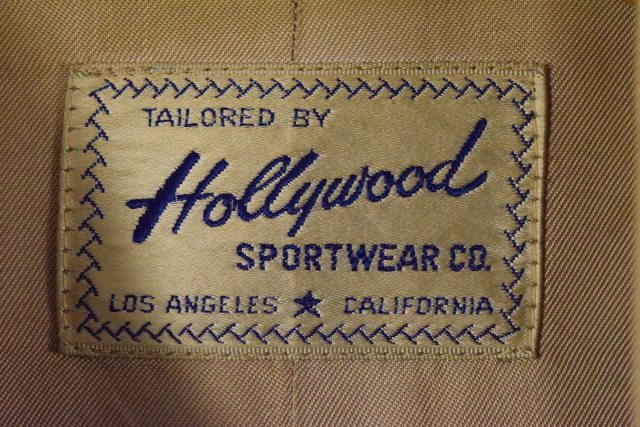 TAILORED BY
Hollywood
SPORTWEAR CO.
LOS ANGELES ★ CALIFORNIA